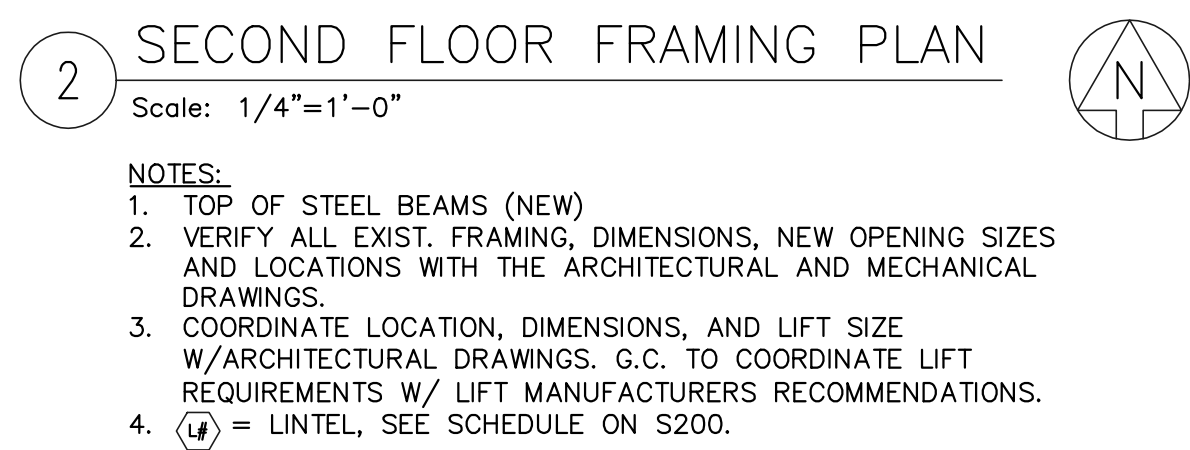 2 SECOND FLOOR FRAMING PLAN
N
Scale: 1/4"=1'-0"
NOTES:
1. TOP OF STEEL BEAMS (NEW)
2. VERIFY ALL EXIST. FRAMING, DIMENSIONS, NEW OPENING SIZES
AND LOCATIONS WITH THE ARCHITECTURAL AND MECHANICAL
DRAWINGS.
3. COORDINATE LOCATION, DIMENSIONS, AND LIFT SIZE
W/ARCHITECTURAL DRAWINGS. G.C. TO COORDINATE LIFT
REQUIREMENTS W/ LIFT MANUFACTURERS RECOMMENDATIONS.
4. L# = LINTEL, SEE SCHEDULE ON S200.